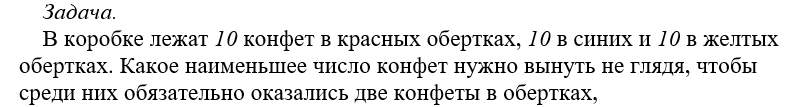 Задача.
В коробке лежат 10 конфет в красных обертках, 10 в синих и 10 в желтых
обертках. Какое наименьшее число конфет нужно вынуть не глядя, чтобы
среди них обязательно оказались две конфеты в обертках,